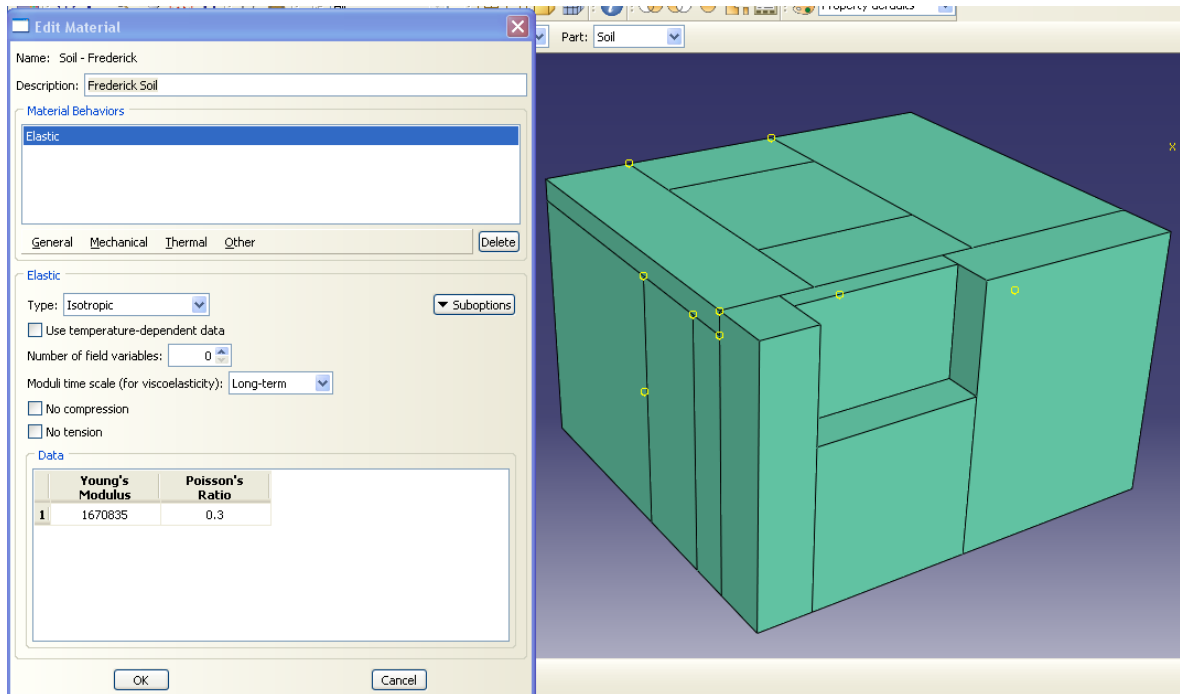 Edit Material
Name: Soil - Frederick
Description: Frederick Soil
Material Behaviors
Elastic
General Mechanical Thermal Other Delete
Elastic
Type: Isotropic Suboptions
Use temperature-dependent data
Number of field variables: 0
Moduli time scale (for viscoelasticity): Long-term
No compression
No tension
Data
Young's Modulus Poisson's Ratio
1 1670835 0.3
OK Cancel
Property defaults
Part: Soil
X